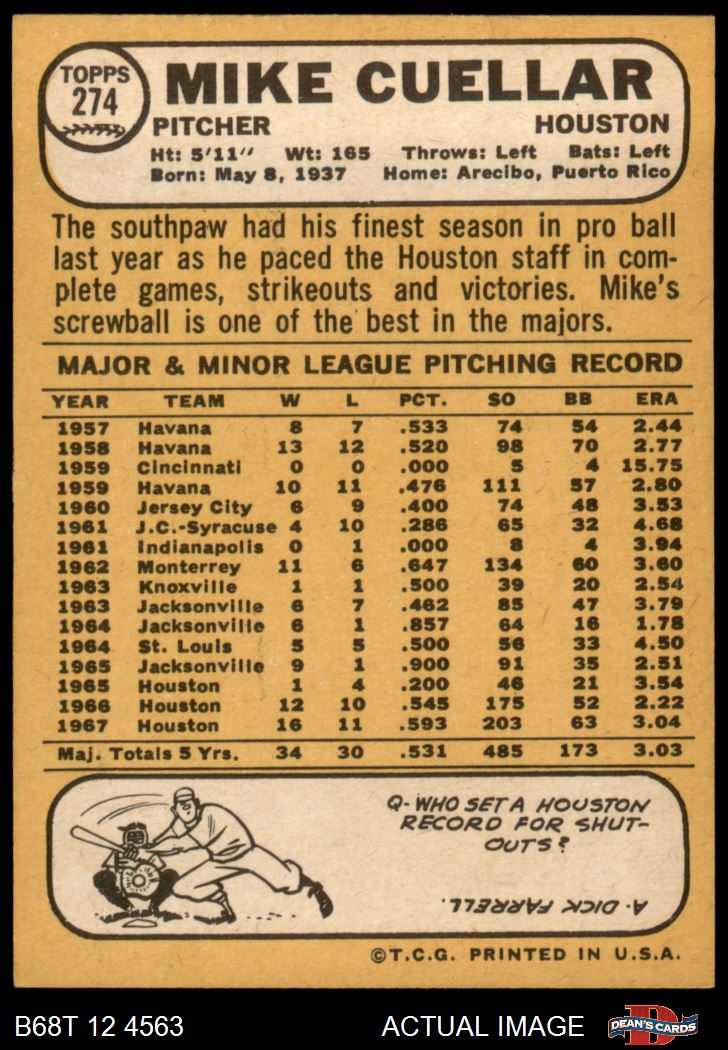 TOPPS
274
MIKE CUELLAR
PITCHER HOUSTON
Ht: 5'11" Wt: 165 Throws: Left Bats: Left
Born: May 8, 1937 Home: Arecibo, Puerto Rico
The southpaw had his finest season in pro ball
last year as he paced the Houston staff in com-
plete games, strikeouts and victories. Mike's
screwball is one of the best in the majors.
MAJOR & MINOR LEAGUE PITCHING RECORD
YEAR TEAM W L PCT. SO BB ERA
1957 Havana 8 7 .533 74 54 2.44
1958 Havana 13 12 .520 98 70 2.77
1959 Cincinnati 0 0 .000 5 4 15.75
1959 Havana 10 11 .476 111 57 2.80
1960 Jersey City 6 9 .400 74 48 3.53
1961 J.C.-Syracuse 4 10 .286 65 32 4.68
1961 Indianapolis 0 1 .000 8 4 3.94
1962 Monterrey 11 6 .647 134 60 3.60
1963 Knoxville 1 1 .500 39 20 2.54
1963 Jacksonville 6 7 .462 85 47 3.79
1964 Jacksonville 6 1 .857 64 16 1.78
1964 St. Louis 5 5 .500 56 33 4.50
1965 Jacksonville 9 1 .900 91 35 2.51
1965 Houston 1 4 .200 46 21 3.54
1966 Houston 12 10 .545 175 52 2.22
1967 Houston 16 11 .593 203 63 3.04
Maj. Totals 5 Yrs. 34 30 .531 485 173 3.03
Q-WHO SET A HOUSTON
RECORD FOR SHUT-
OUTS?
A. DICK FARRELL.
©T.C.G. PRINTED IN U.S.A.
B68T 12 4563 ACTUAL IMAGE D DEAN'S CARDS